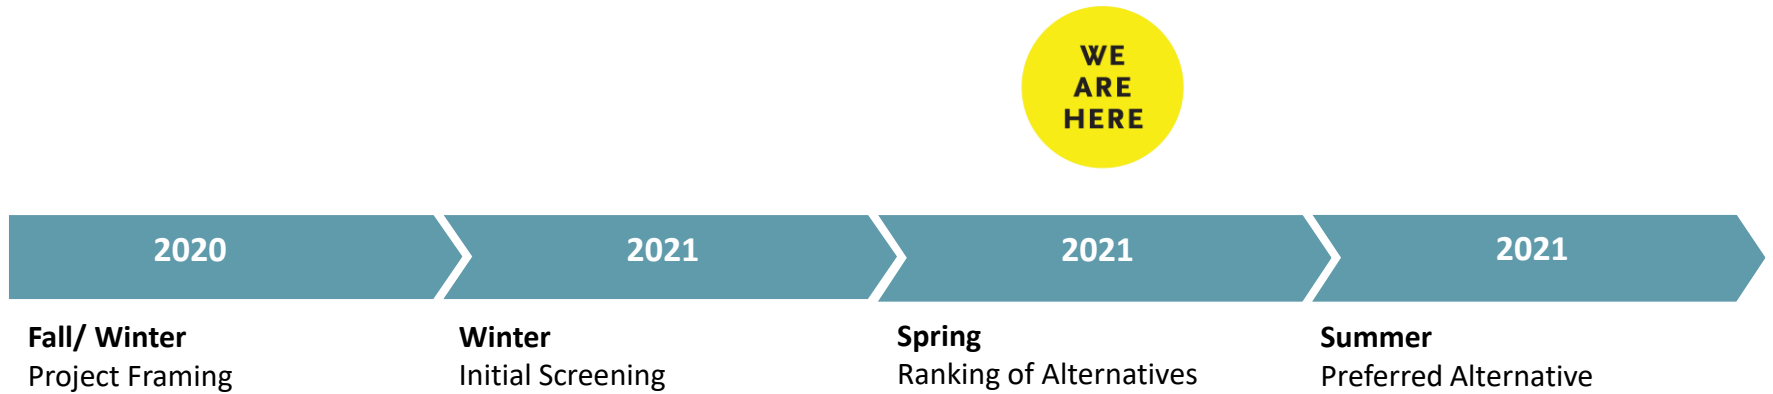 WE
ARE
HERE
2020
2021
2021
2021
Fall/ Winter
Project Framing
Winter
Initial Screening
Spring
Ranking of Alternatives
Summer
Preferred Alternative